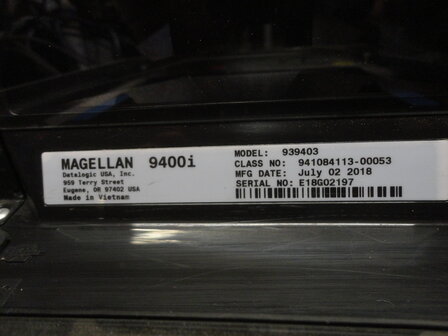 MAGELLAN 9400i
Datalogic USA, Inc.
959 Terry Street
Eugene, OR 97402 USA
Made in Vietnam
MODEL: 939403
CLASS NO: 941084113-00053
MFG DATE: July 02 2018
SERIAL NO: E18G02197